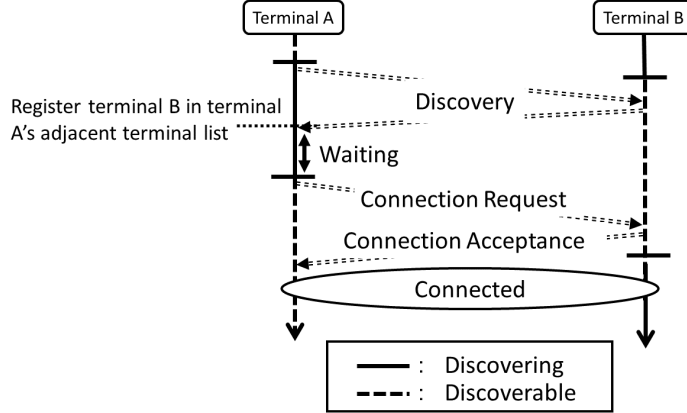 Terminal A
Terminal B
Discovery
Register terminal B in terminal
A's adjacent terminal list
Waiting
Connection Request
Connection Acceptance
Connected
: Discovering
: Discoverable